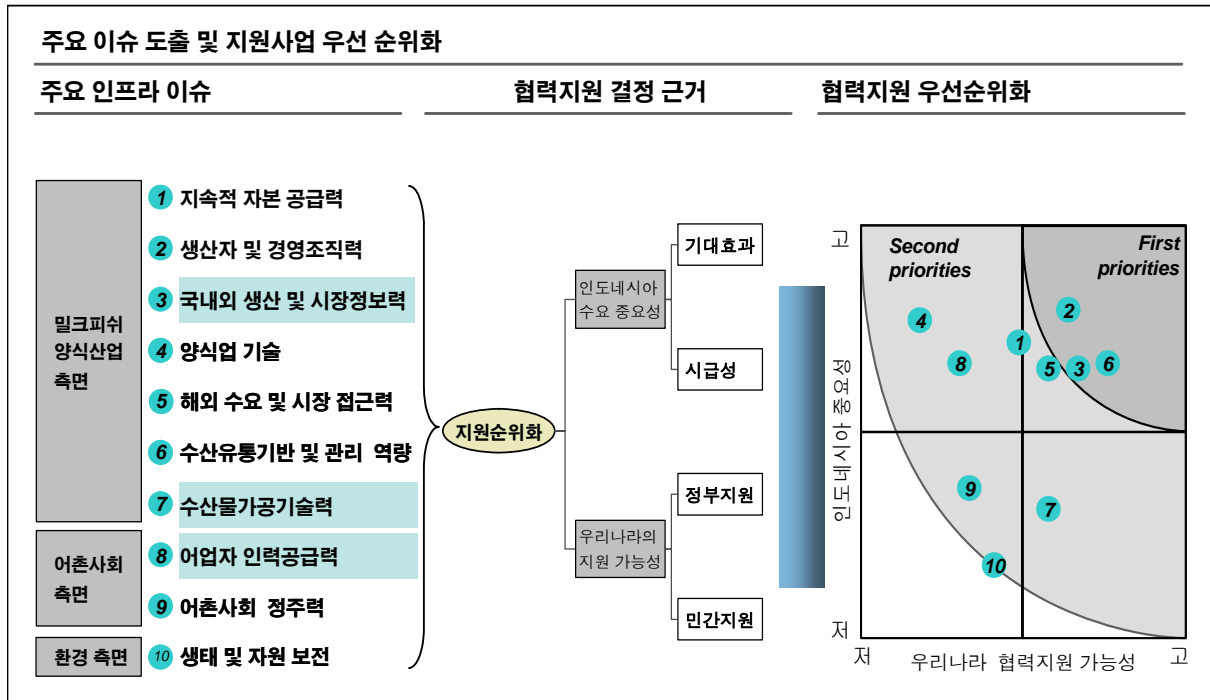 주요 이슈 도출 및 지원사업 우선 순위화
주요 인프라 이슈
협력지원 결정 근거
협력지원 우선순위화
밀크피쉬
양식산업
측면
1 지속적 자본 공급력
2 생산자 및 경영조직력
3 국내외 생산 및 시장정보력
4 양식업 기술
5 해외 수요 및 시장 접근력
6 수산유통기반 및 관리 역량
7 수산물가공기술력
어촌사회
측면
8 어업자 인력공급력
9 어촌사회 정주력
환경 측면
10 생태 및 자원 보전
지원순위화
인도네시아
수요 중요성
기대효과
시급성
우리나라의
지원 가능성
정부지원
민간지원
고
인도네시아 중요성
저
Second
priorities
First
priorities
2
4
1
8
5
3
6
9
7
10
저
우리나라 협력지원 가능성
고